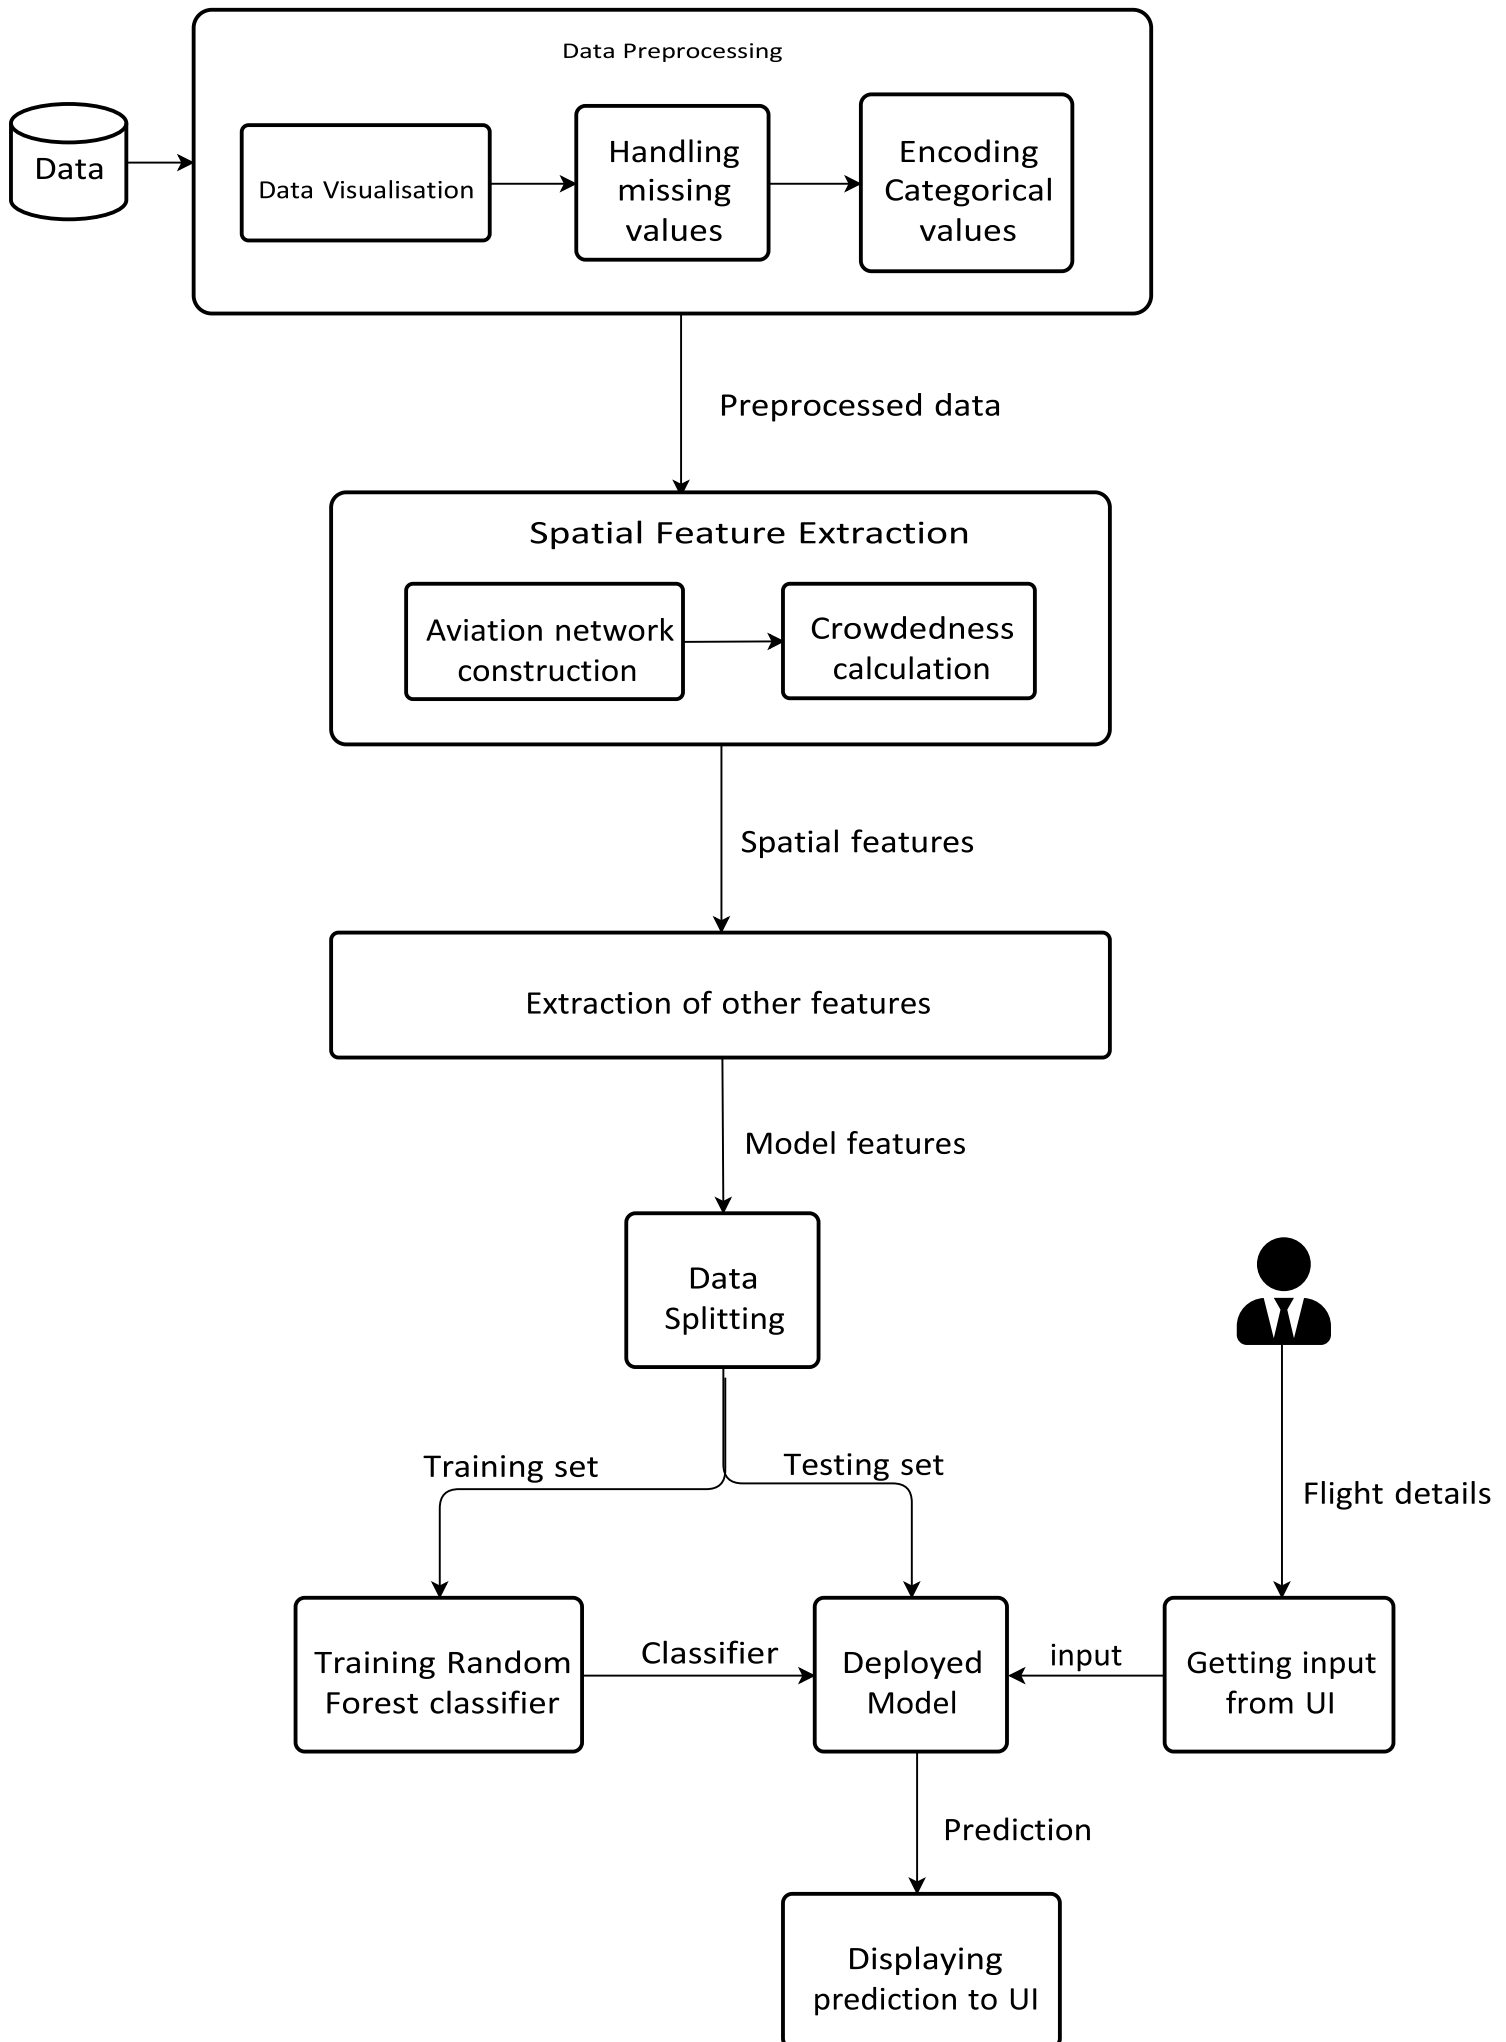 Data Preprocessing
Data
Data Visualisation
Handling
missing
values
Encoding
Categorical
values
Preprocessed data
Spatial Feature Extraction
Aviation network
construction
Crowdedness
calculation
Spatial features
Extraction of other features
Model features
Data
Splitting
Training set
Testing set
Flight details
Training Random
Forest classifier
Classifier
Deployed
Model
input
Getting input
from UI
Prediction
Displaying
prediction to UI